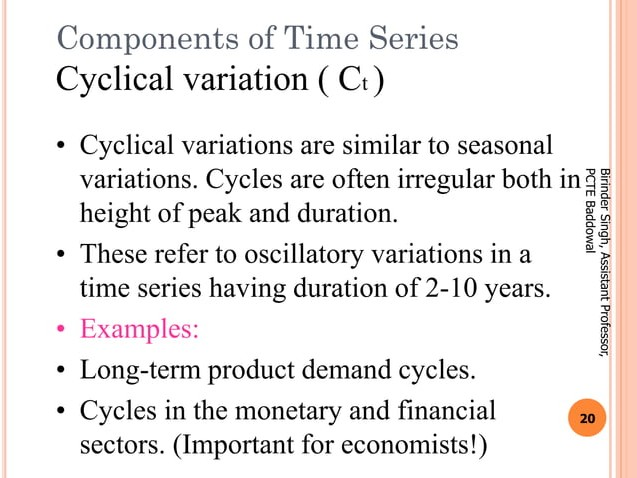 Components of Time Series
Cyclical variation ( Ct )
• Cyclical variations are similar to seasonal
variations. Cycles are often irregular both in
height of peak and duration.
• These refer to oscillatory variations in a
time series having duration of 2-10 years.
• Examples:
• Long-term product demand cycles.
• Cycles in the monetary and financial
sectors. (Important for economists!)
Birinder Singh, Assistant Professor,
PCTE Baddowal
20